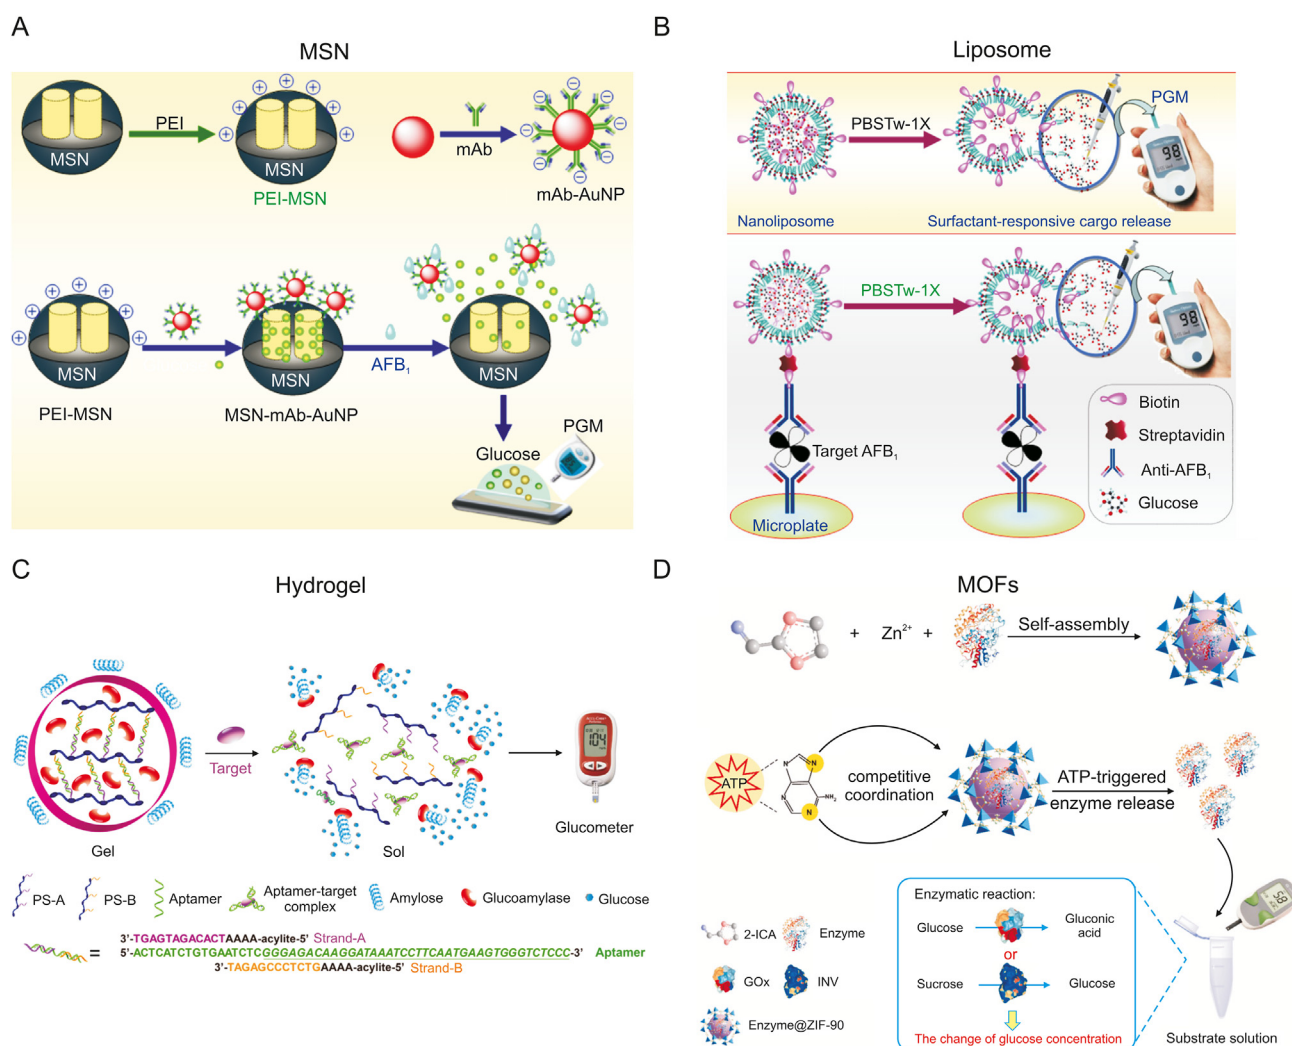 A
MSN
MSN
PEI
MSN
PEI-MSN
mAb
mAb-AuNP
MSN
PEI-MSN
MSN
MSN-mAb-AuNP
AFB₁
MSN
Glucose
PGM
B
Liposome
PBSTw-1X
PGM
98
Nanoliposome
Surfactant-responsive cargo release
PBSTw-1X
98
Target AFB₁
Microplate
Biotin
Streptavidin
Anti-AFB₁
Glucose
C
Hydrogel
Target
104
Gel
Sol
Glucometer
PS-A
PS-B
Aptamer
Aptamer-target
complex
Amylose
Glucoamylase
Glucose
3'-TGAGTAGACACTAAAA-acylite-5' Strand-A
= 5'-ACTCATCTGTGAATCTCGGGAGACAAGGATAAATCCTTCAATGAAGTGGGTCTCCC-3' Aptamer
3'-TAGAGCCCTCTGAAAA-acylite-5' Strand-B
D
MOFs
+ Zn²⁺ +
Self-assembly
ATP
N
N
N
N
NH₂
competitive
coordination
ATP-triggered
enzyme release
2-ICA
Enzyme
GOx
INV
Enzyme@ZIF-90
Enzymatic reaction:
Glucose
Gluconic
acid
or
Sucrose
Glucose
The change of glucose concentration
Substrate solution